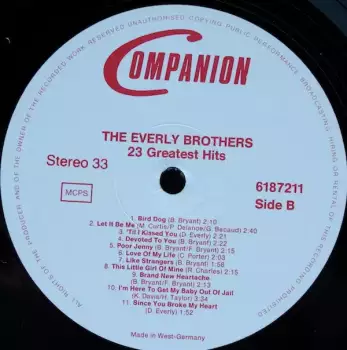 ALL RIGHTS OF THE PRODUCER AND OF THE OWNER OF THE RECORDED WORK RESERVED UNAUTHORISED COPYING PUBLIC PERFORMANCE BROADCASTING HIRING OR RENTAL OF THIS RECORDING PROHIBITED
COMPANION
THE EVERLY BROTHERS
23 Greatest Hits
Stereo 33
MCPS
6187211
Side B
1 Bird Dog (B. Bryant) 2:10
2 Let It Be Me (M. Curtis/P. Delanoe/G. Becaud) 2:40
3 'Til I Kissed You (D. Everly) 2:21
4 Devoted To You (B. Bryant) 2:22
5 Poor Jenny (B. Bryant/F. Bryant) 2:15
6 Love Of My Life (C. Porter) 2:03
7 Like Strangers (B. Bryant) 2:01
8 This Little Girl Of Mine (R. Charles) 2:15
9 Brand New Heartache
(B. Bryant/F. Bryant) 2:13
10 I'm Here To Get My Baby Out Of Jail
(K. Davis/H. Taylor) 3:34
11 Since You Broke My Heart
(D. Everly) 1:52
Made in West-Germany